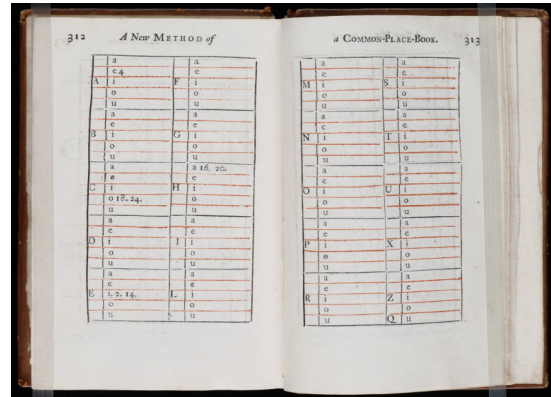 312 A New METHOD of
a a
e 4 e
A i F i
o o
u u
a a
e e
B i G i
o o
u u
a a 16. 20.
e e
C i H i
o 18. 24. o
u u
a a
e e
D i I i
o o
u u
a a
e e
E i. 2. 14. L i
o o
u u
a COMMON-PLACE-BOOK. 313
a a
e e
M i S i
o o
u u
a a
e e
N i T i
o o
u u
a a
e e
O i U i
o o
u u
a a
e e
P i X i
o o
u u
a a
e e
R i Z i
o o
u Q u